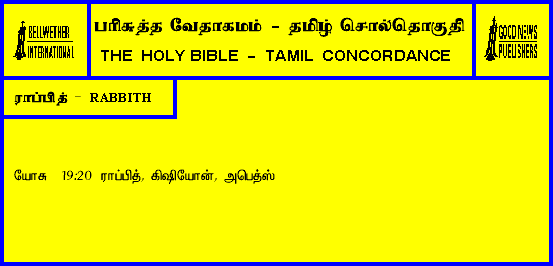 BELLWETHER
INTERNATIONAL
பரிசுத்த வேதாகமம் - தமிழ் சொல்தொகுதி
THE HOLY BIBLE - TAMIL CONCORDANCE
GOOD NEWS
PUBLISHERS
ராப்பித் - RABBITH
யோசு 19:20 ராப்பித், கிஷியோன், அபெத்ஸ்